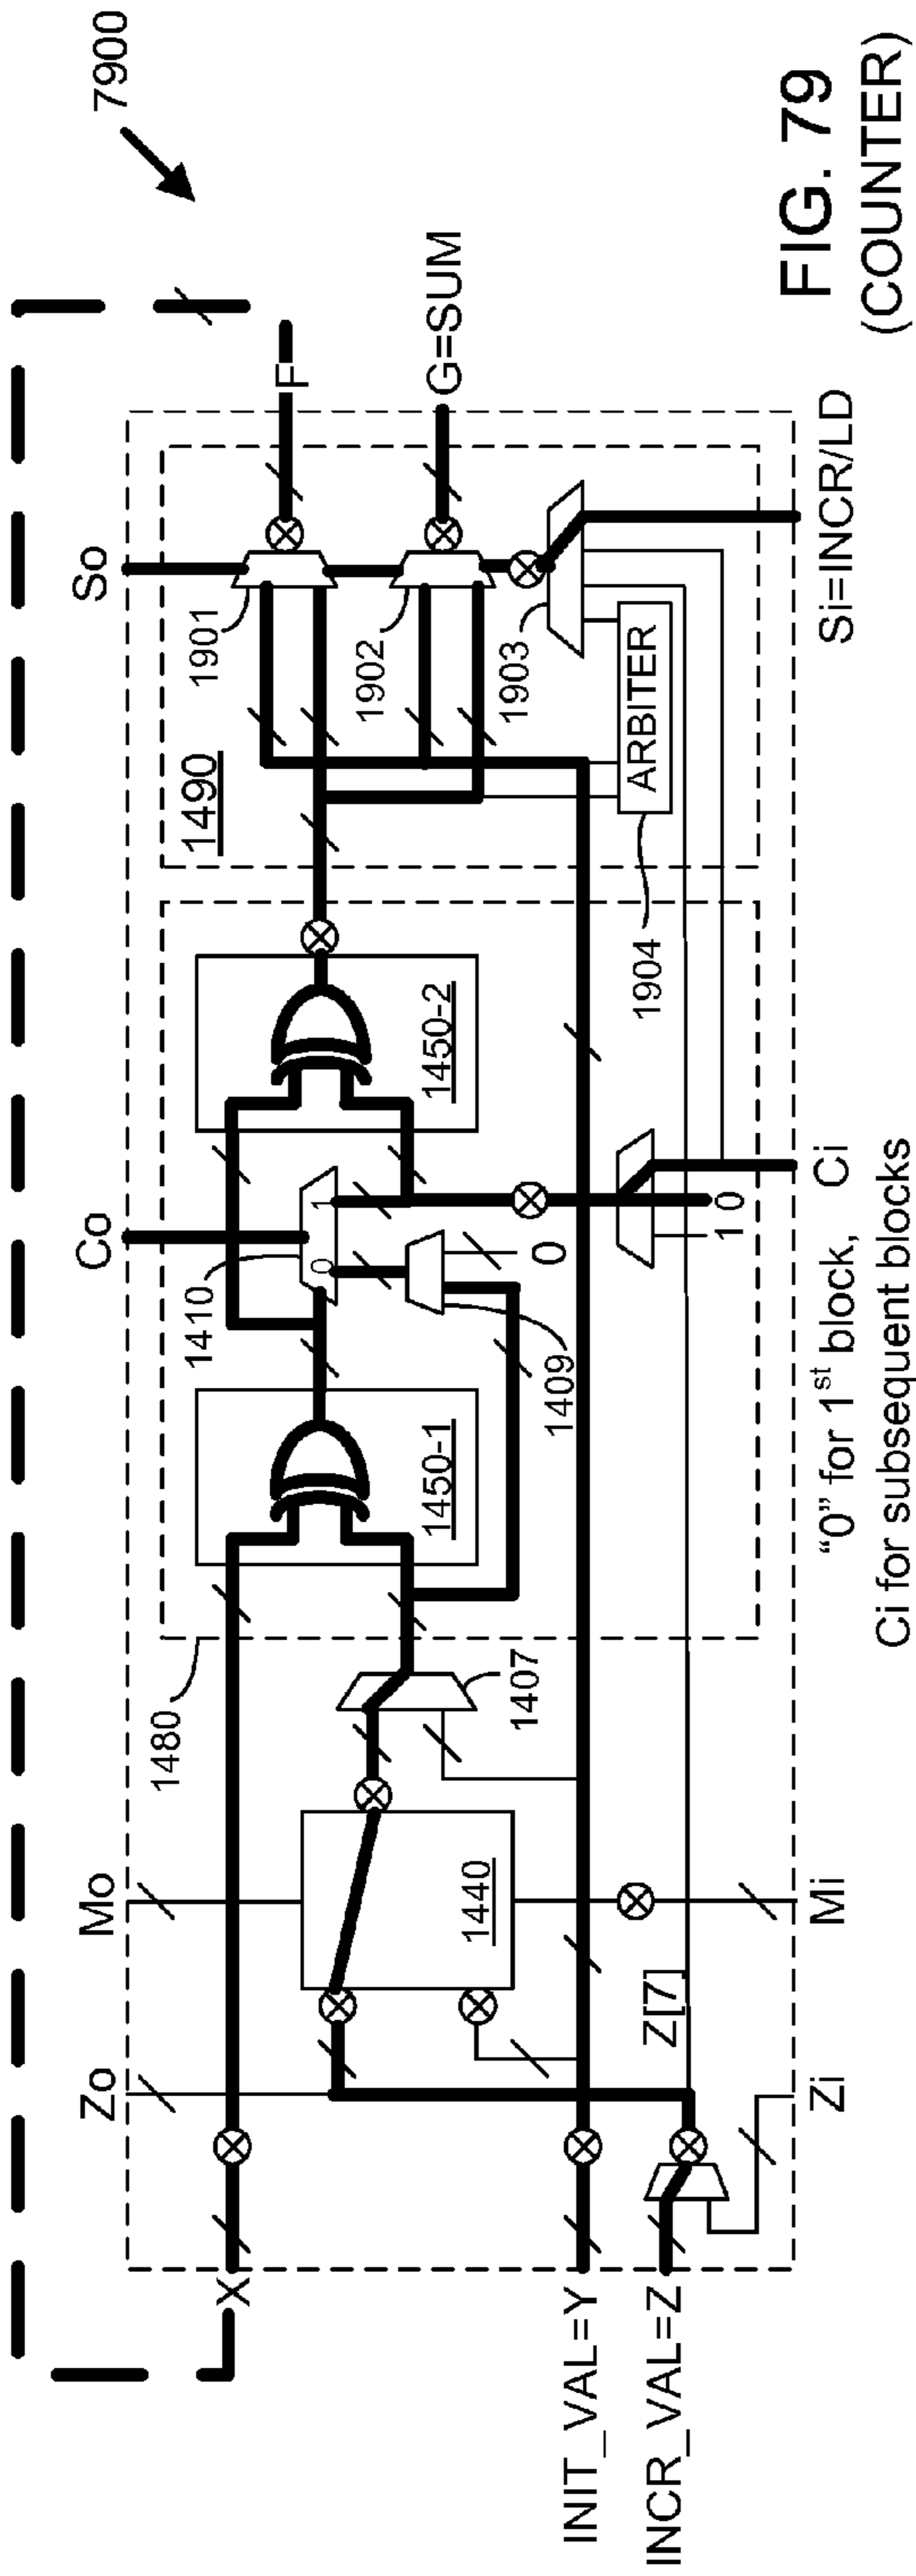 7900
So
Co
Mo
Zo
F
G=SUM
X
INIT_VAL=Y
INCR_VAL=Z
1480
1490
1410
1901
1902
1903
1904
ARBITER
1450-1
1450-2
1440
1407
1409
0
1
0
1
0
Z[7]
Zi
Mi
Ci
Si=INCR/LD
"0" for 1st block,
Ci for subsequent blocks
FIG. 79
(COUNTER)